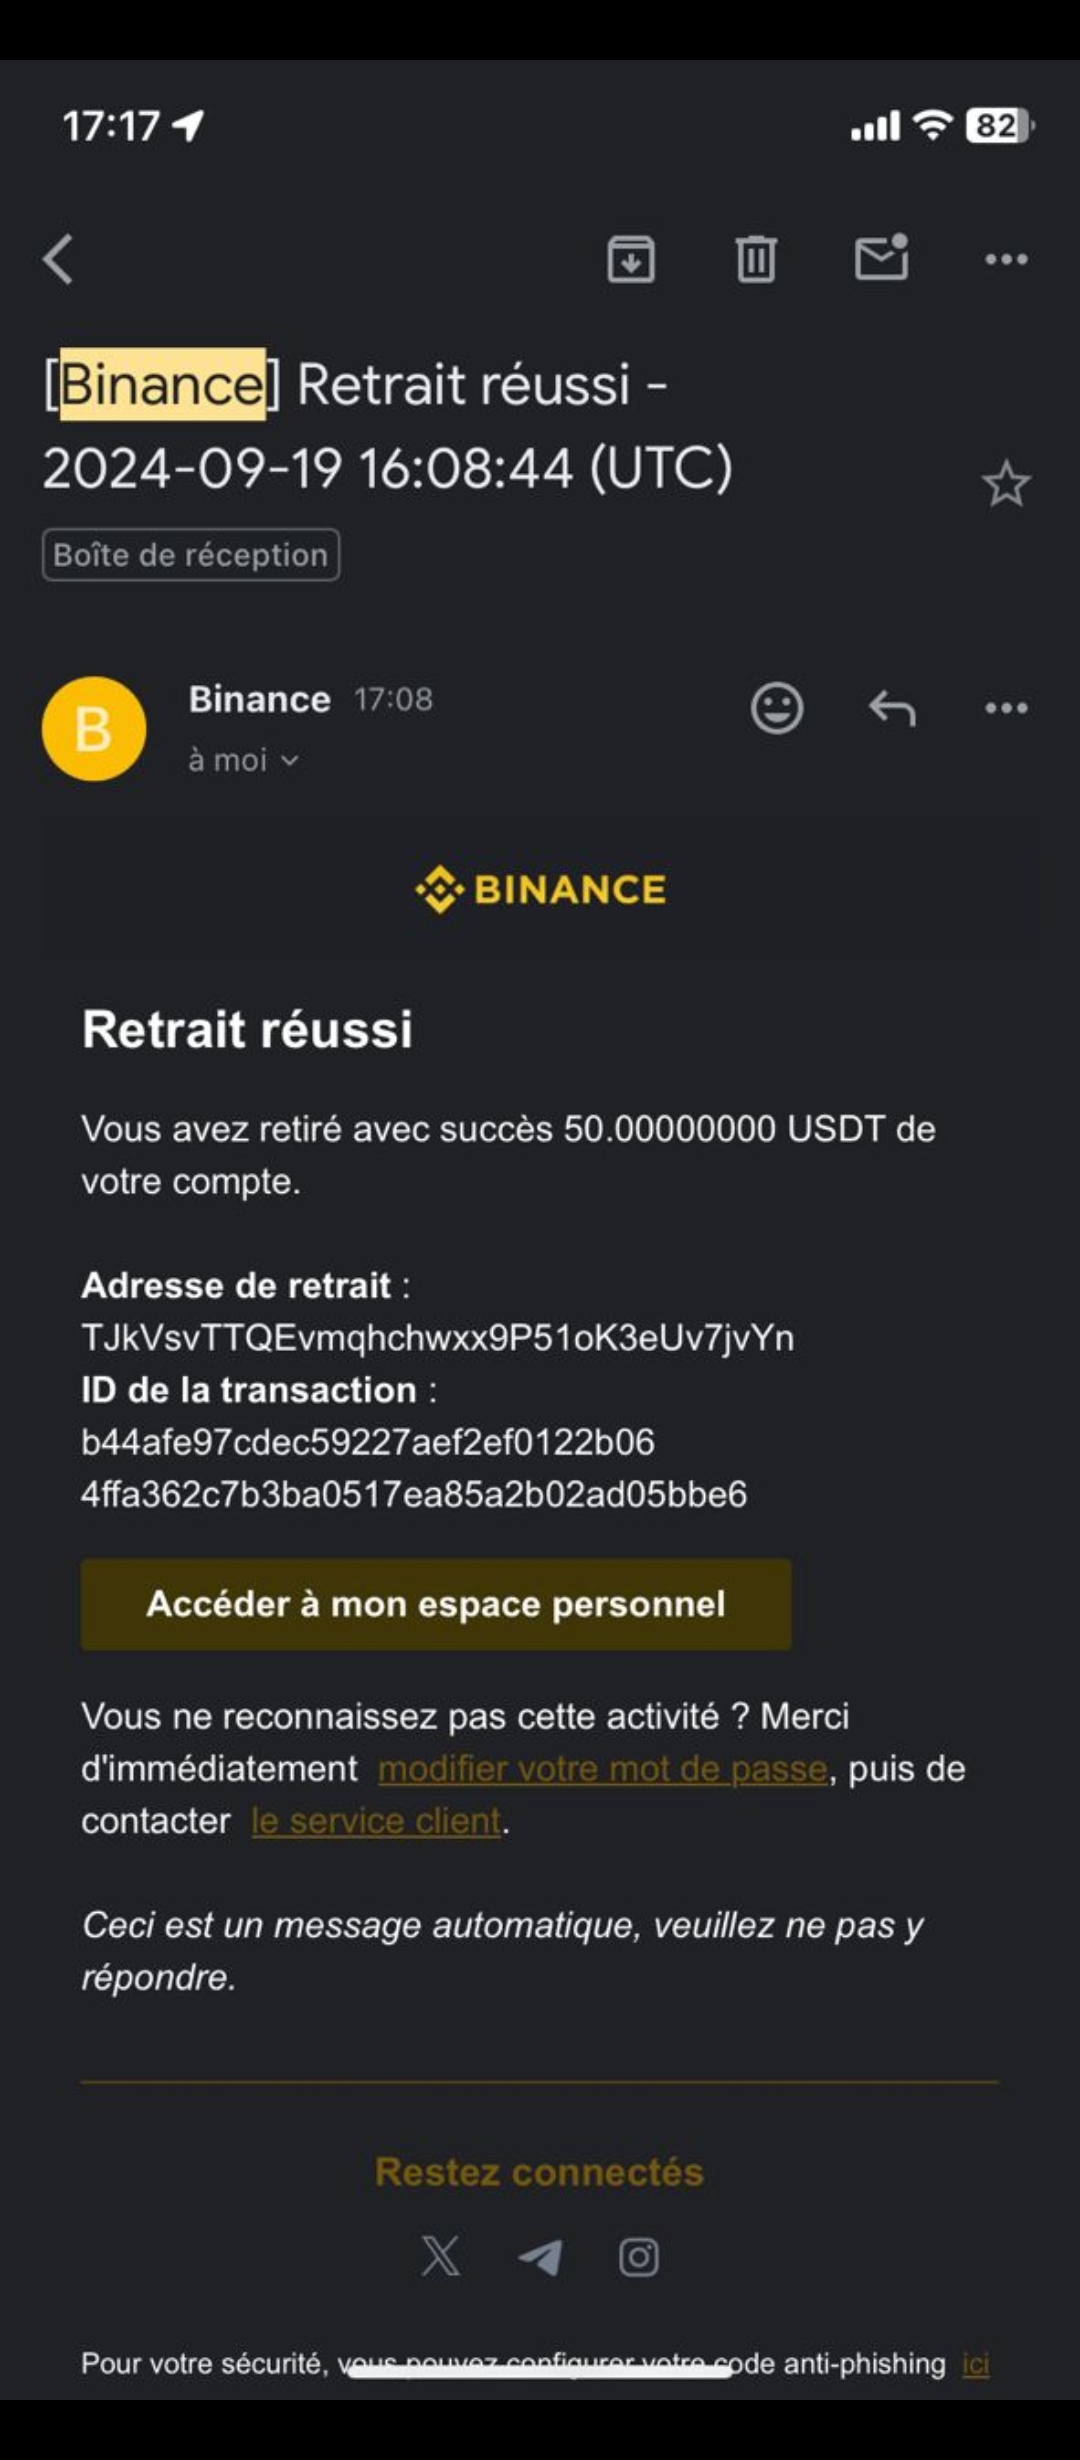 17:17
82
[Binance] Retrait réussi -
2024-09-19 16:08:44 (UTC)
Boîte de réception
B
Binance 17:08
à moi
BINANCE
Retrait réussi
Vous avez retiré avec succès 50.00000000 USDT de
votre compte.
Adresse de retrait :
TJkVsvTTQEvmqhchwxx9P51oK3eUv7jvYn
ID de la transaction :
b44afe97cdec59227aef2ef0122b06
4ffa362c7b3ba0517ea85a2b02ad05bbe6
Accéder à mon espace personnel
Vous ne reconnaissez pas cette activité ? Merci
d'immédiatement modifier votre mot de passe, puis de
contacter le service client.
Ceci est un message automatique, veuillez ne pas y
répondre.
Restez connectés
Pour votre sécurité, vous pouvez configurer votre code anti-phishing ici